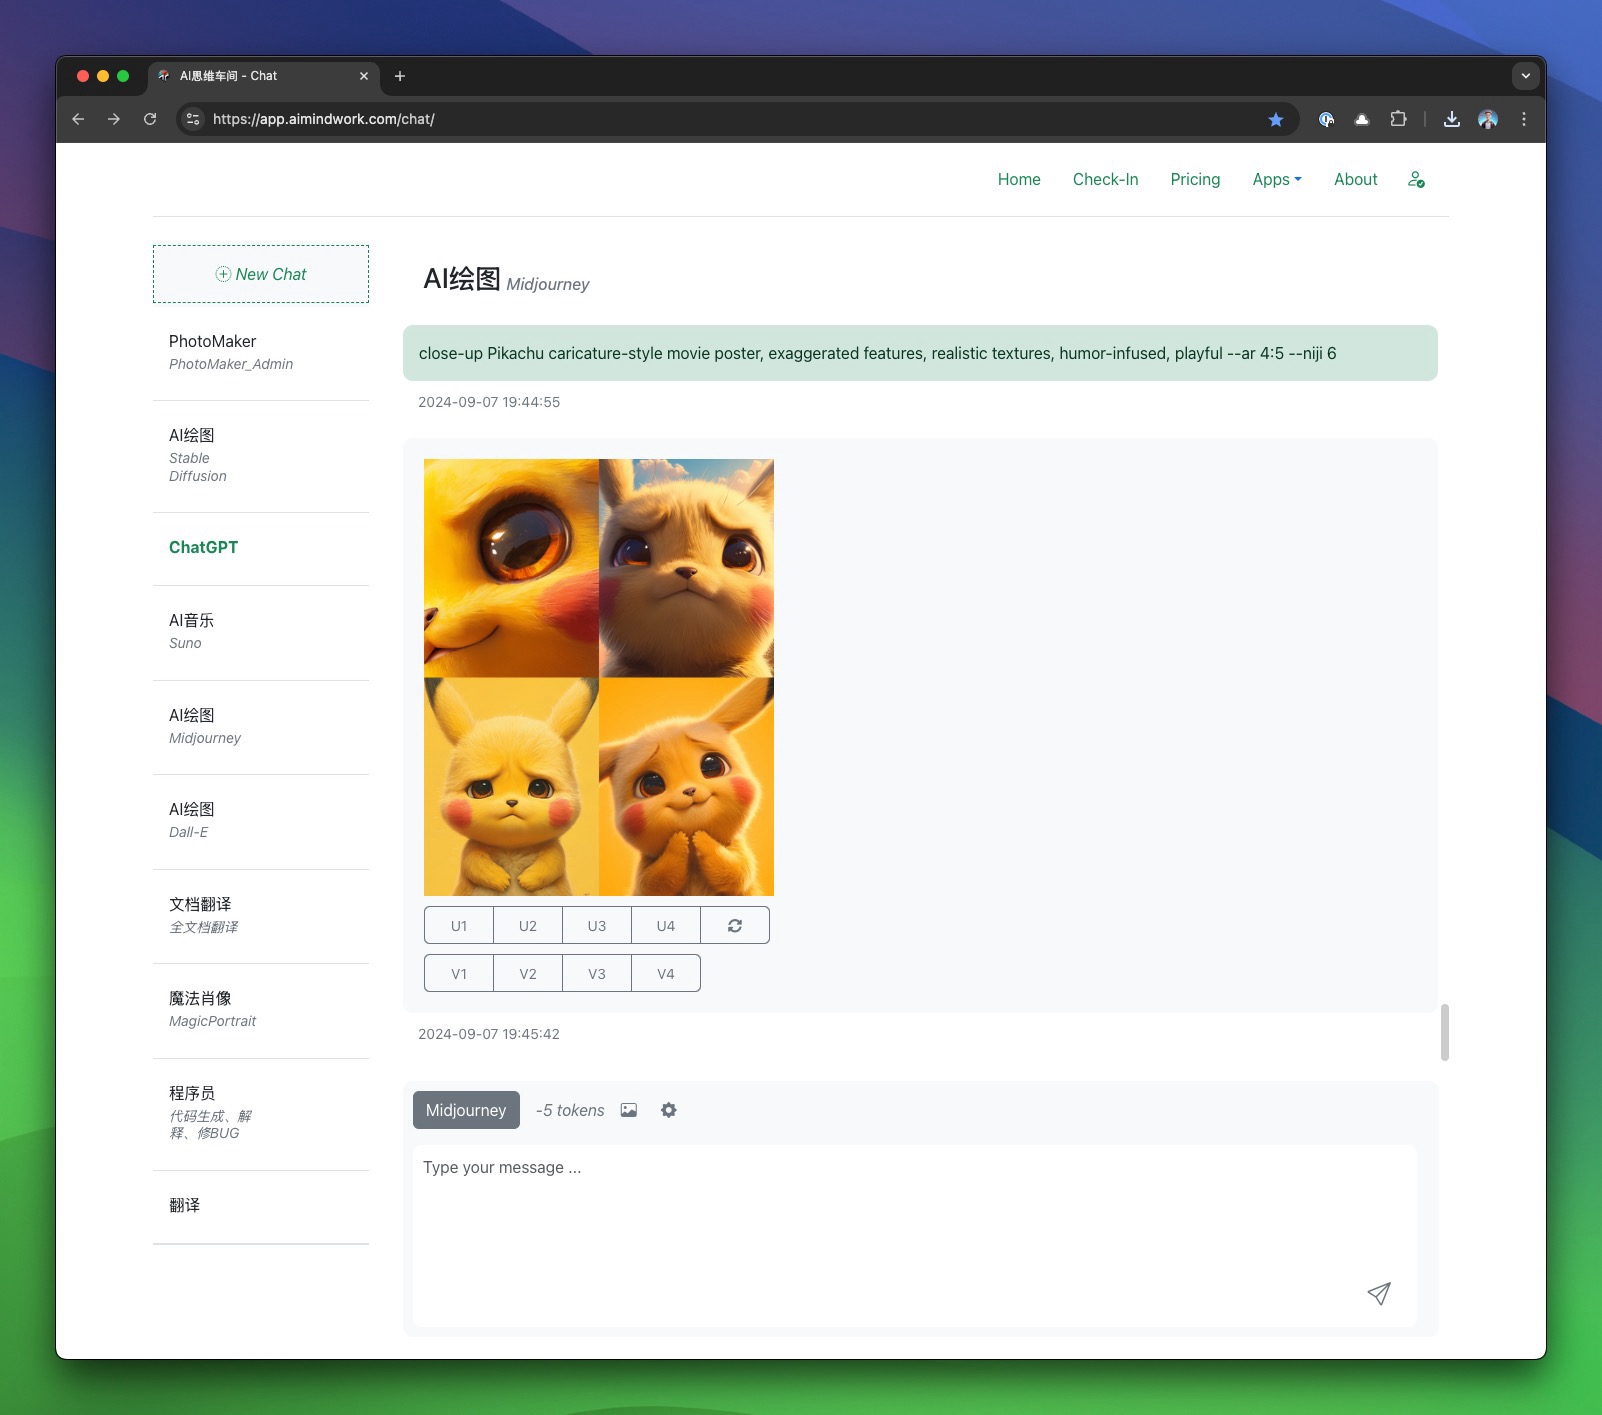 AI思维车间 - Chat
https://app.aimindwork.com/chat/
Home
Check-In
Pricing
Apps
About
New Chat
PhotoMaker
PhotoMaker_Admin
AI绘图
Stable
Diffusion
ChatGPT
AI音乐
Suno
AI绘图
Midjourney
AI绘图
Dall-E
文档翻译
全文档翻译
魔法肖像
MagicPortrait
程序员
代码生成、解
释、修BUG
翻译
AI绘图 Midjourney
close-up Pikachu caricature-style movie poster, exaggerated features, realistic textures, humor-infused, playful --ar 4:5 --niji 6
2024-09-07 19:44:55
U1
U2
U3
U4
V1
V2
V3
V4
2024-09-07 19:45:42
Midjourney
-5 tokens
Type your message ...